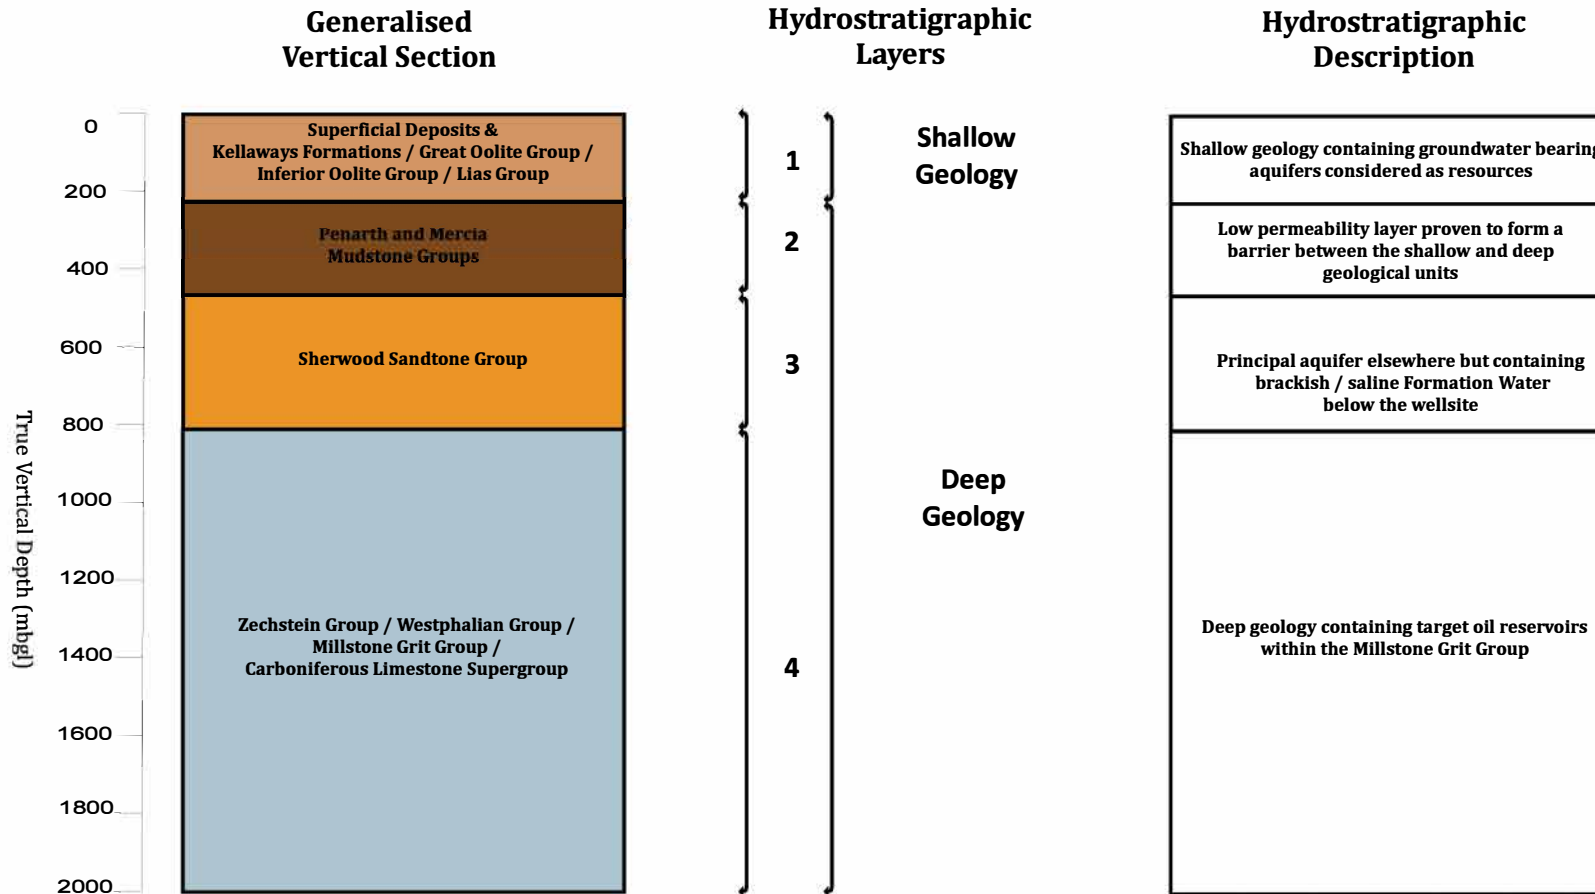 Generalised
Vertical Section
Hydrostratigraphic
Layers
Hydrostratigraphic
Description
True Vertical Depth (mbgl)
0
200
400
600
800
1000
1200
1400
1600
1800
2000
Superficial Deposits &
Kellaways Formations / Great Oolite Group /
Inferior Oolite Group / Lias Group
Penarth and Mercia
Mudstone Groups
Sherwood Sandtone Group
Zechstein Group / Westphalian Group /
Millstone Grit Group /
Carboniferous Limestone Supergroup
1
2
3
4
Shallow
Geology
Deep
Geology
Shallow geology containing groundwater bearing
aquifers considered as resources
Low permeability layer proven to form a
barrier between the shallow and deep
geological units
Principal aquifer elsewhere but containing
brackish / saline Formation Water
below the wellsite
Deep geology containing target oil reservoirs
within the Millstone Grit Group